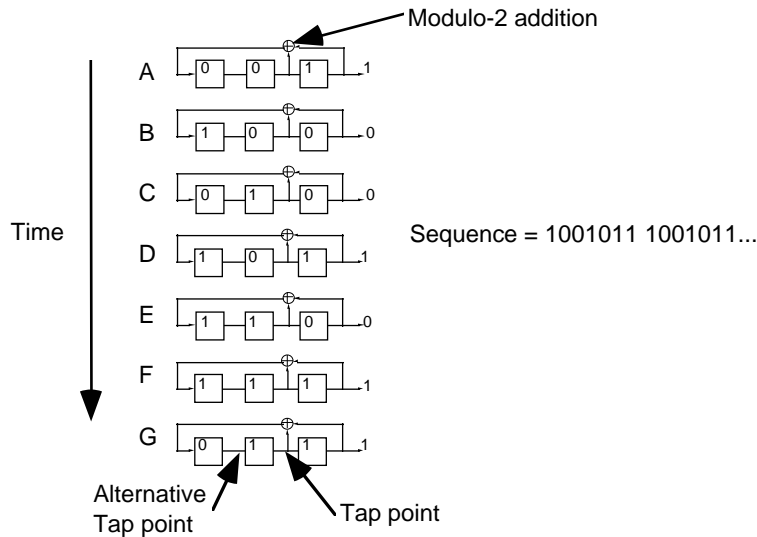 Modulo-2 addition
A 0 0 1 1
B 1 0 0 0
C 0 1 0 0
Time
Sequence = 1001011 1001011...
D 1 0 1 1
E 1 1 0 0
F 1 1 1 1
G 0 1 1 1
Alternative
Tap point
Tap point